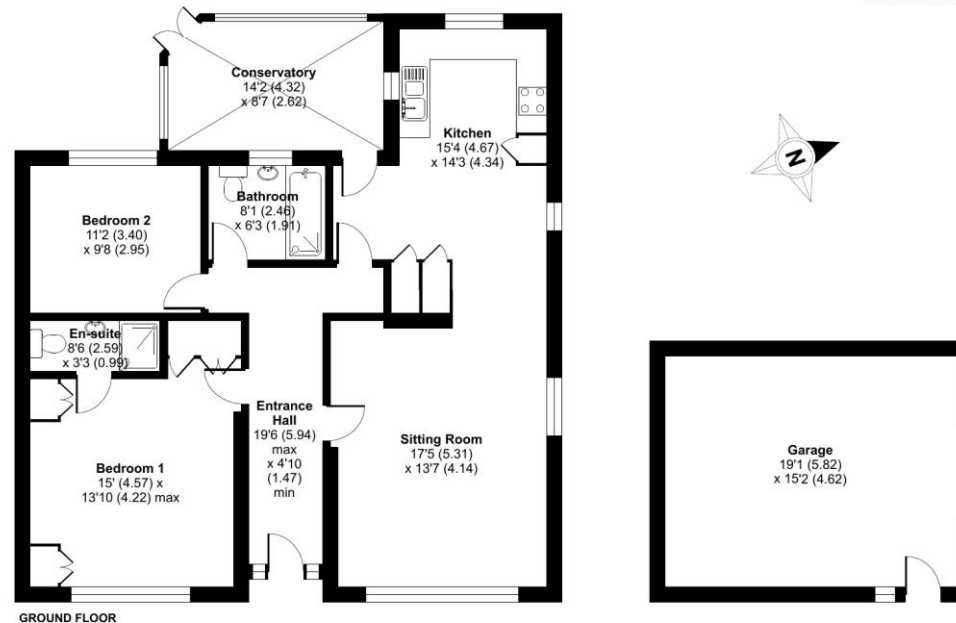 Conservatory
14'2 (4.32)
x 8'7 (2.62)
Kitchen
15'4 (4.67)
x 14'3 (4.34)
N
Bathroom
8'1 (2.46)
x 6'3 (1.91)
Bedroom 2
11'2 (3.40)
x 9'8 (2.95)
En-suite
8'6 (2.59)
x 3'3 (0.99)
Entrance
Hall
19'6 (5.94)
max
x 4'10
(1.47)
min
Sitting Room
17'5 (5.31)
x 13'7 (4.14)
Bedroom 1
15' (4.57) x
13'10 (4.22) max
Garage
19'1 (5.82)
x 15'2 (4.62)
GROUND FLOOR